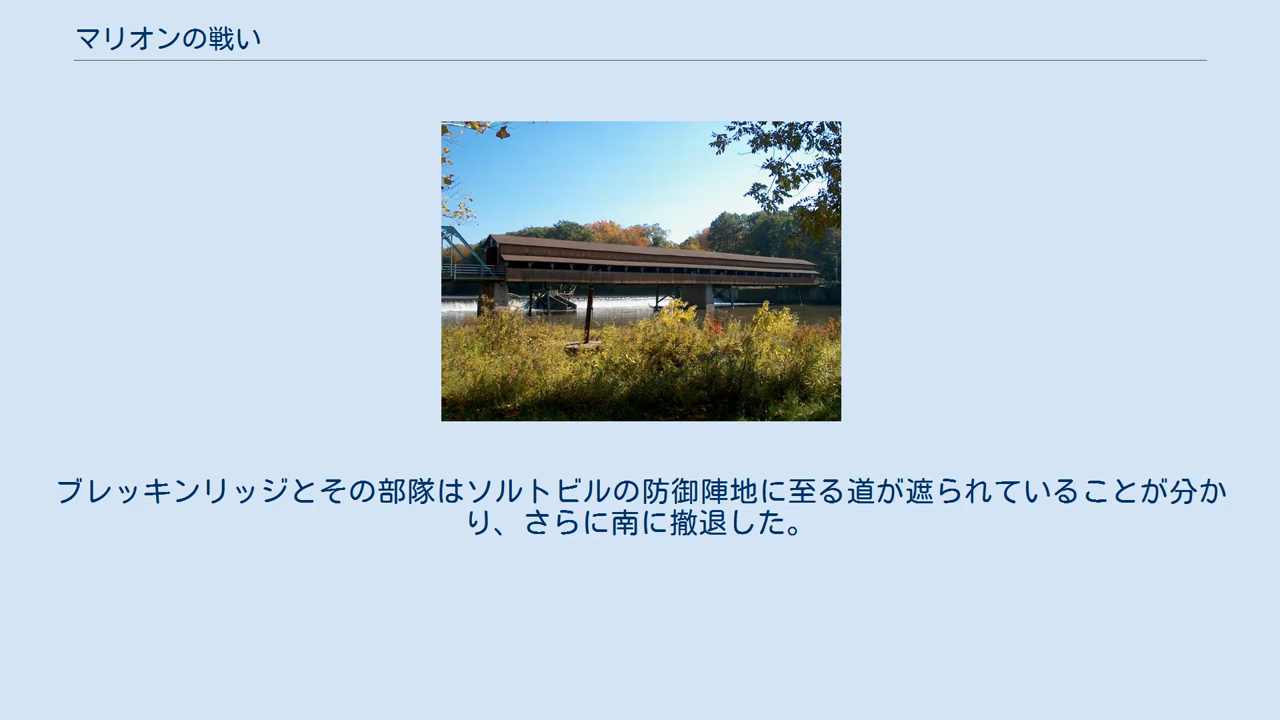 マリオンの戦い
ブレッキンリッジとその部隊はソルトビルの防御陣地に至る道が遮られていることが分か
り、さらに南に撤退した。